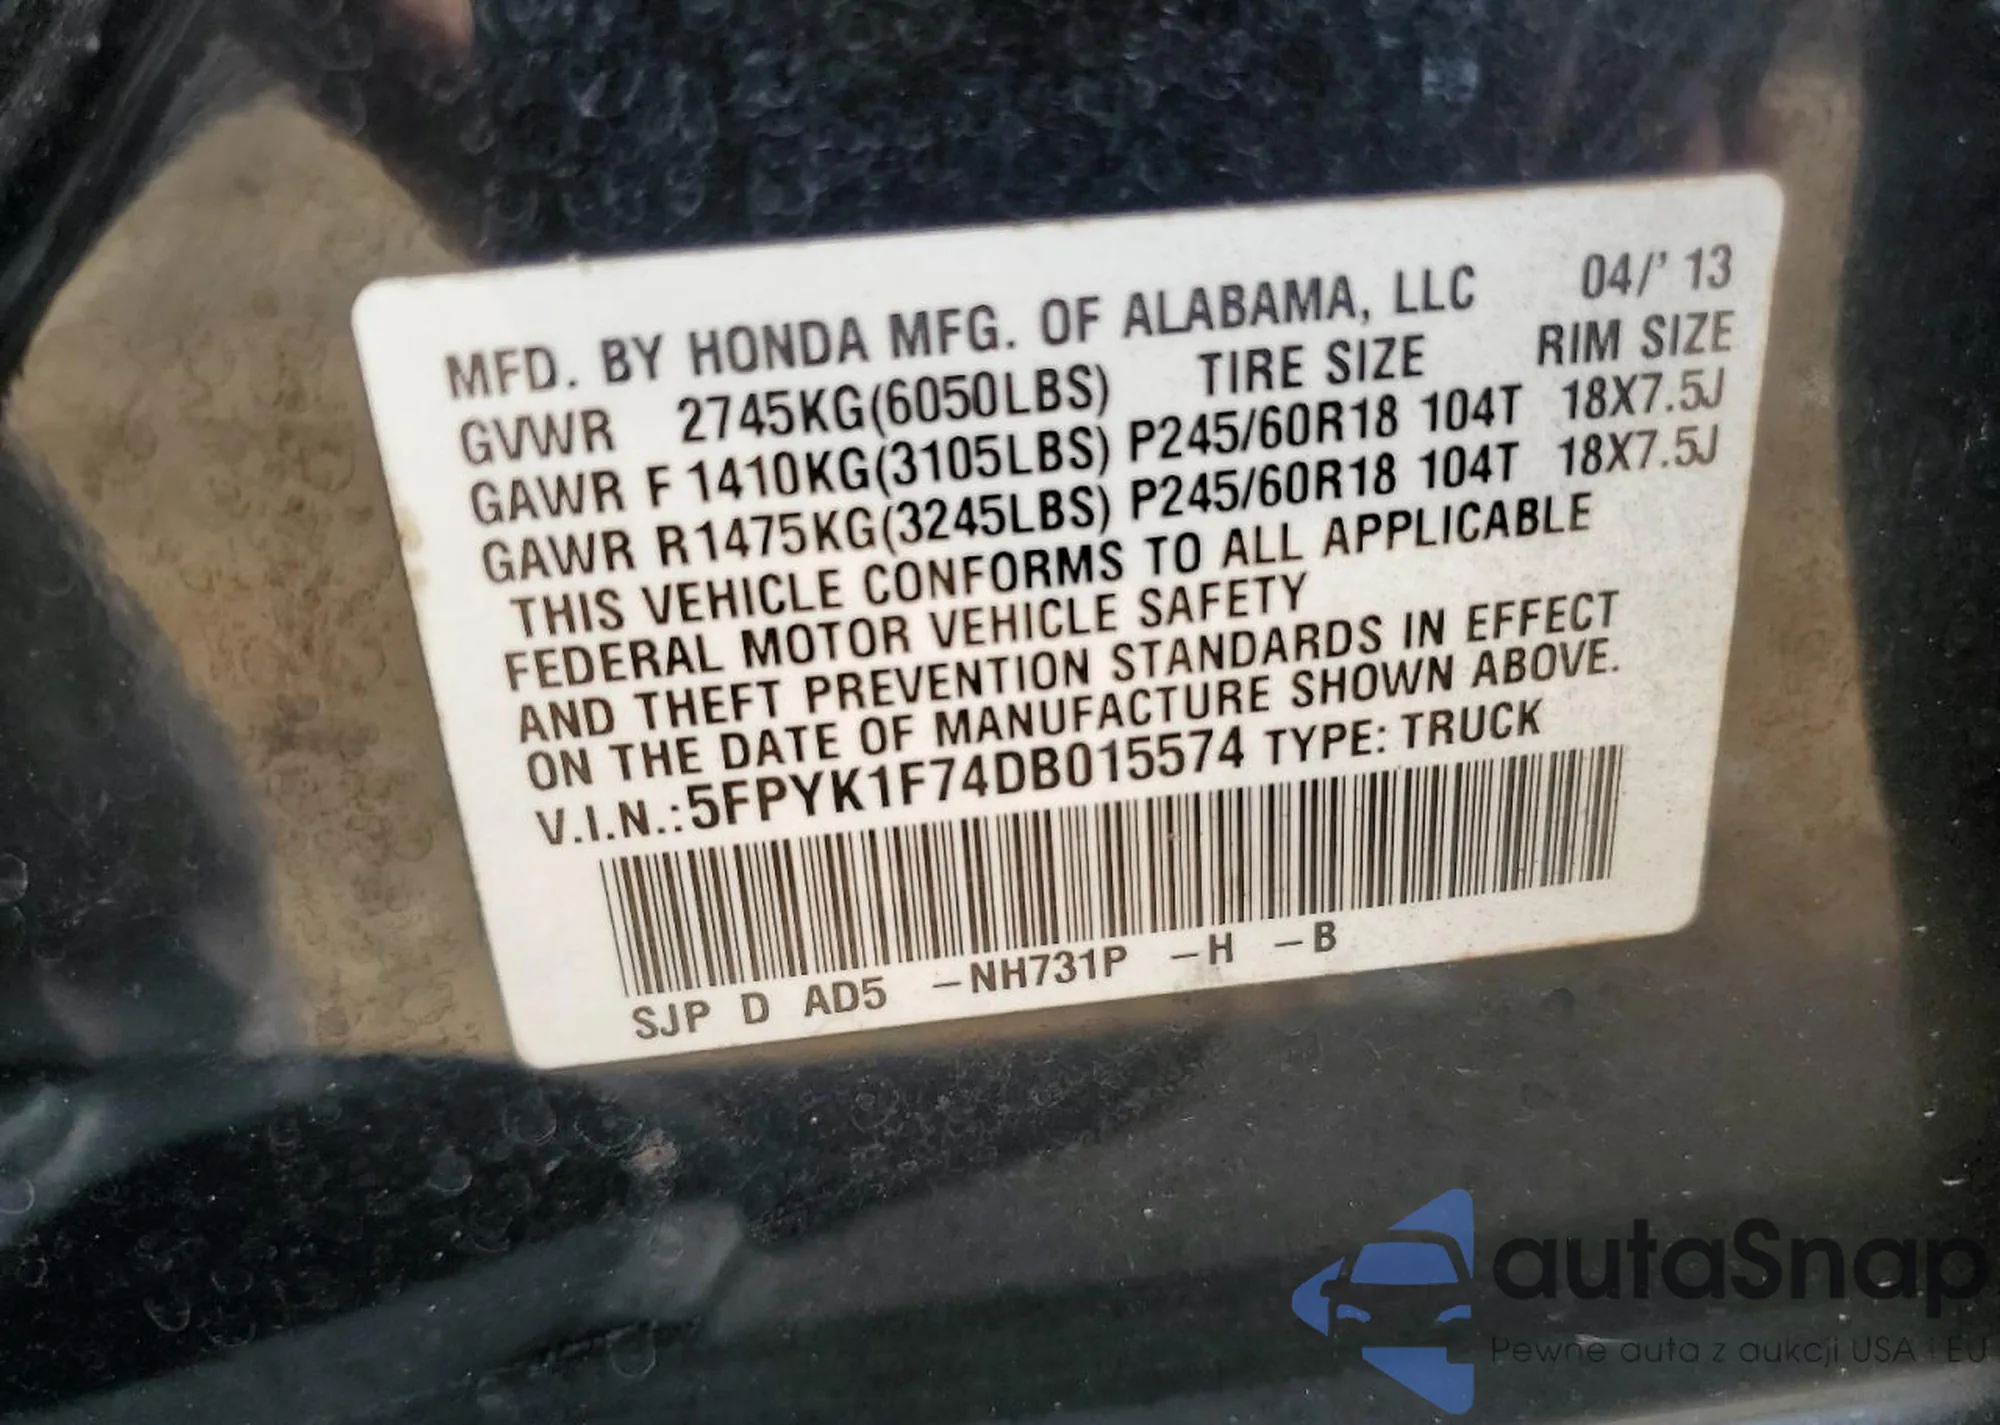 MFD. BY HONDA MFG. OF ALABAMA, LLC 04/' 13
GVWR 2745KG(6050LBS) TIRE SIZE RIM SIZE
GAWR F 1410KG(3105LBS) P245/60R18 104T 18X7.5J
GAWR R 1475KG(3245LBS) P245/60R18 104T 18X7.5J
THIS VEHICLE CONFORMS TO ALL APPLICABLE
FEDERAL MOTOR VEHICLE SAFETY
AND THEFT PREVENTION STANDARDS IN EFFECT
ON THE DATE OF MANUFACTURE SHOWN ABOVE.
V.I.N.:5FPYK1F74DB015574 TYPE: TRUCK
SJP D AD5 -NH731P -H -B
autaSnap
Pewne auta z aukcji USA i EU